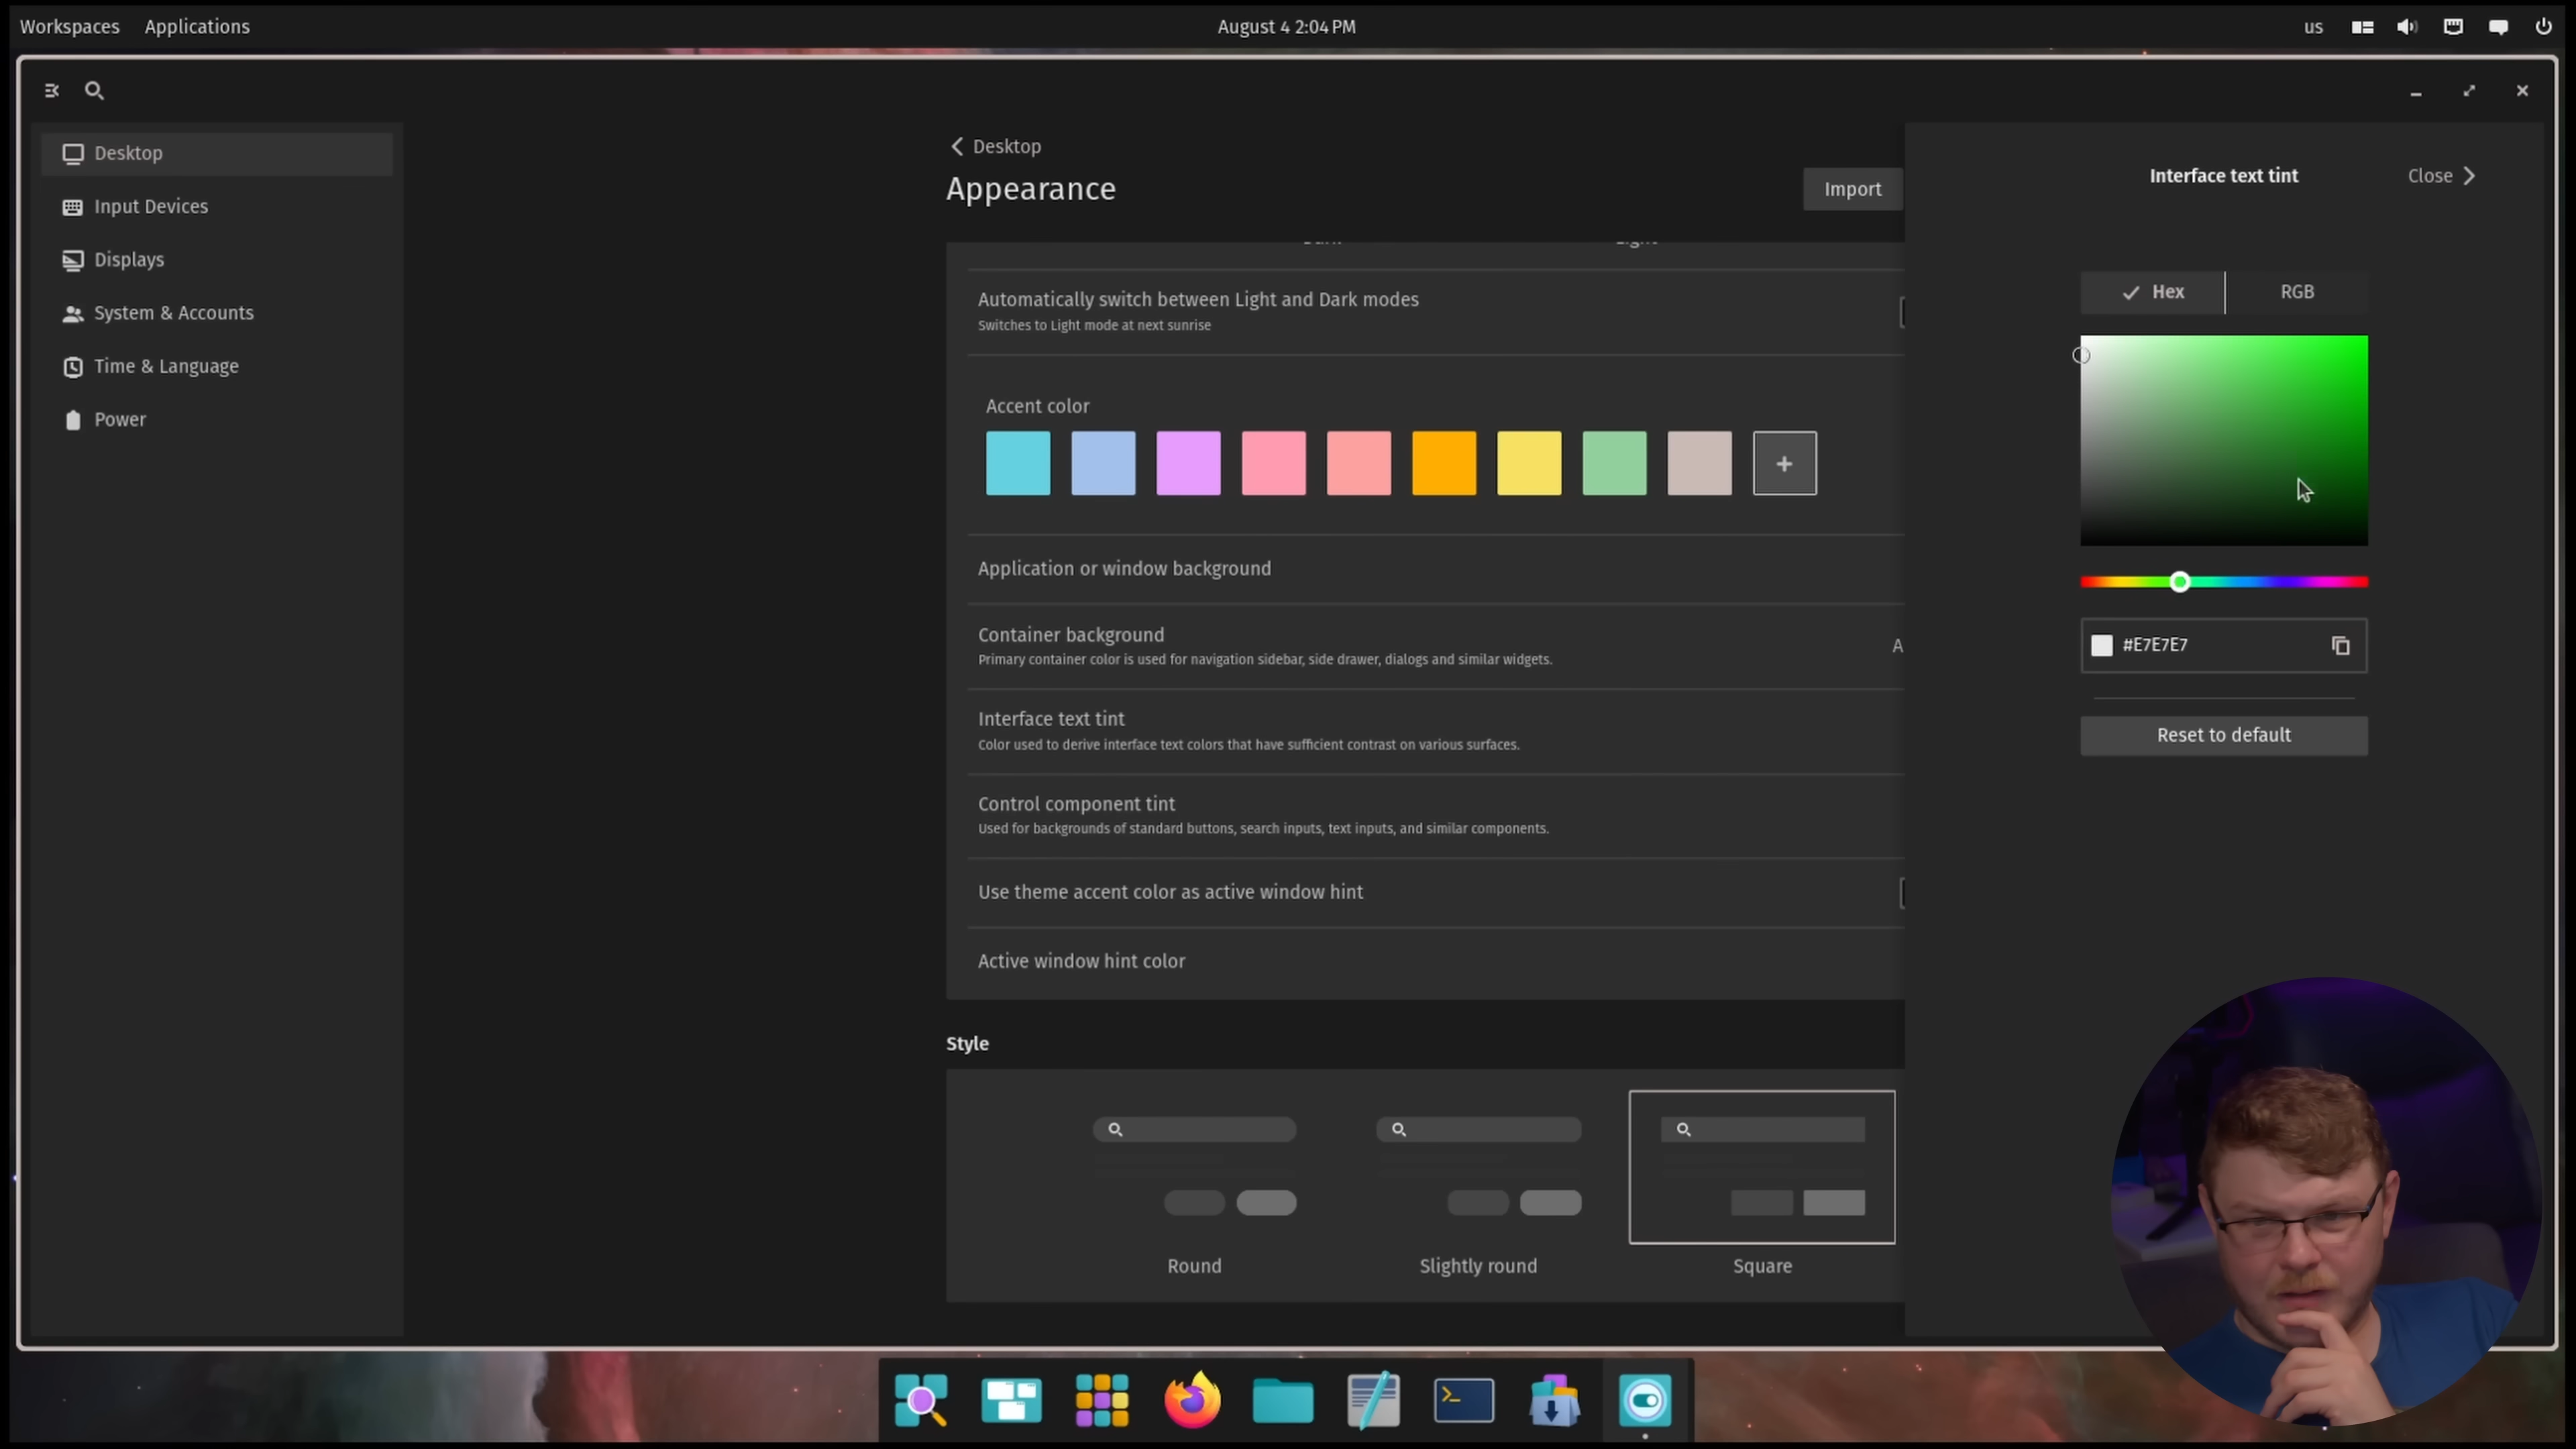 Workspaces Applications August 4 2:04 PM us
Desktop
Input Devices
Displays
System & Accounts
Time & Language
Power
Desktop
Appearance
Import
Automatically switch between Light and Dark modes
Switches to Light mode at next sunrise
Accent color
Application or window background
Container background
Primary container color is used for navigation sidebar, side drawer, dialogs and similar widgets.
A
Interface text tint
Color used to derive interface text colors that have sufficient contrast on various surfaces.
Control component tint
Used for backgrounds of standard buttons, search inputs, text inputs, and similar components.
Use theme accent color as active window hint
Active window hint color
Style
Round Slightly round Square
Interface text tint Close
Hex RGB
#E7E7E7
Reset to default